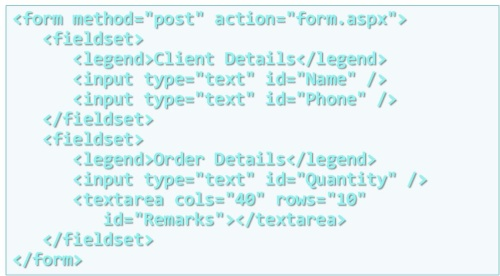 <form method="post" action="form.aspx">
<fieldset>
<legend>Client Details</legend>
<input type="text" id="Name" />
<input type="text" id="Phone" />
</fieldset>
<fieldset>
<legend>Order Details</legend>
<input type="text" id="Quantity" />
<textarea cols="40" rows="10"
id="Remarks"></textarea>
</fieldset>
</form>